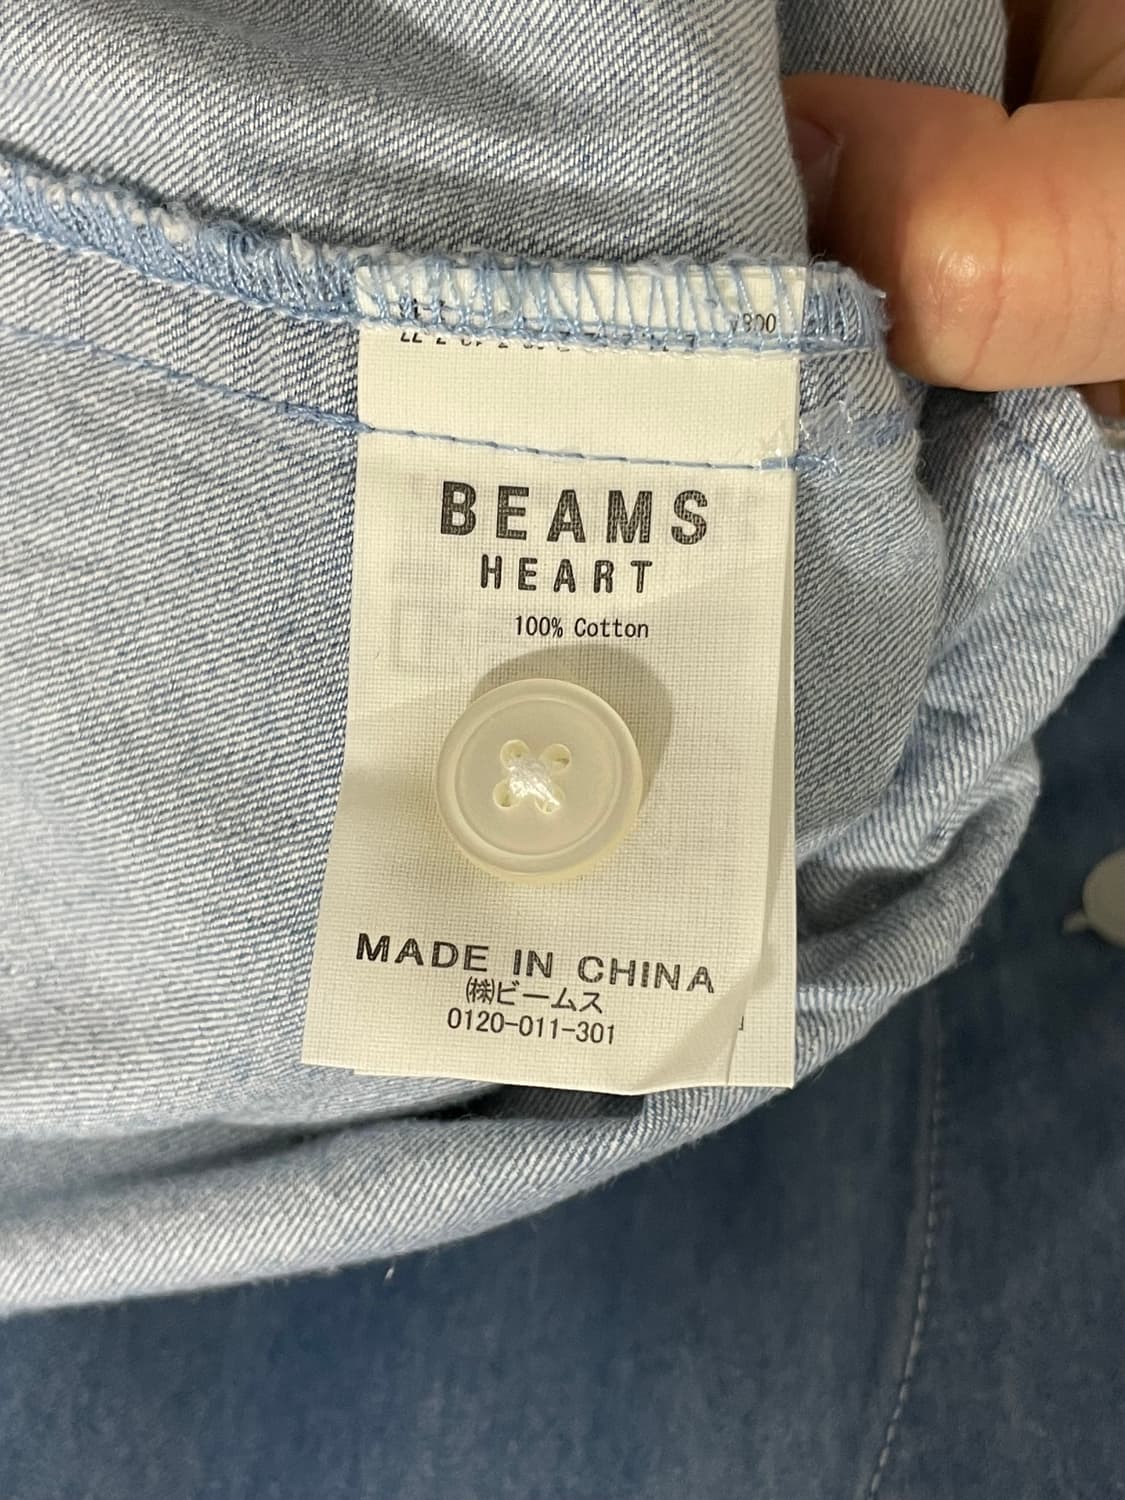 BEAMS
HEART
100% Cotton
MADE IN CHINA
㈱ビームス
0120-011-301